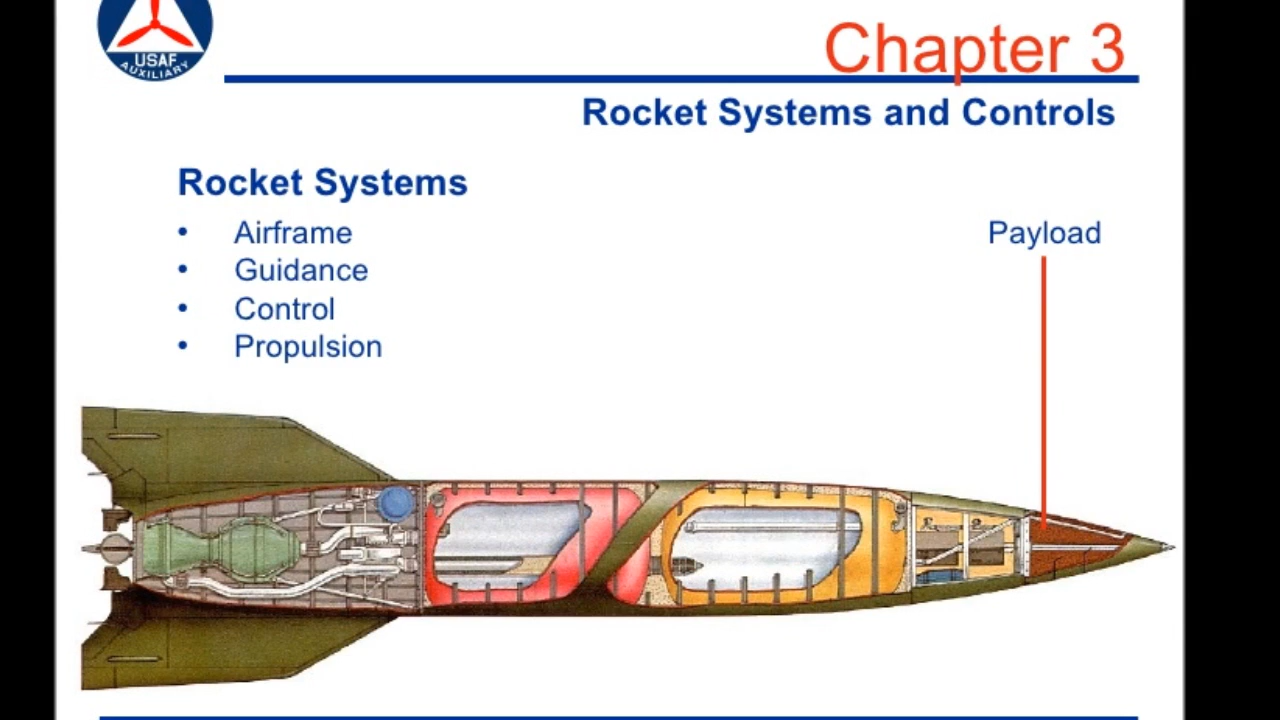 USAF
AUXILIARY
Chapter 3
Rocket Systems and Controls
Rocket Systems
• Airframe
• Guidance
• Control
• Propulsion
Payload